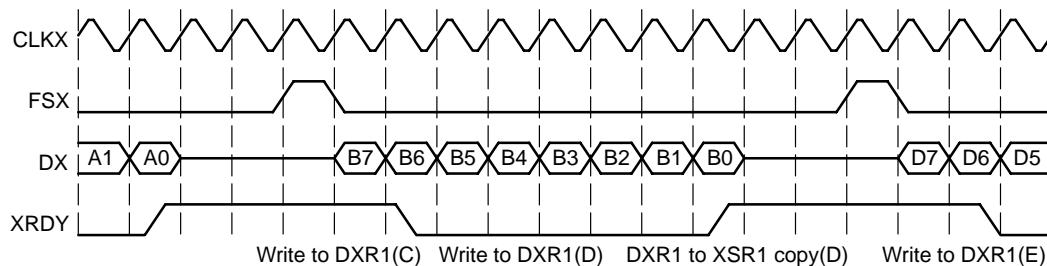 CLKX
FSX
DX A1 A0 B7 B6 B5 B4 B3 B2 B1 B0 D7 D6 D5
XRDY
Write to DXR1(C) Write to DXR1(D) DXR1 to XSR1 copy(D) Write to DXR1(E)